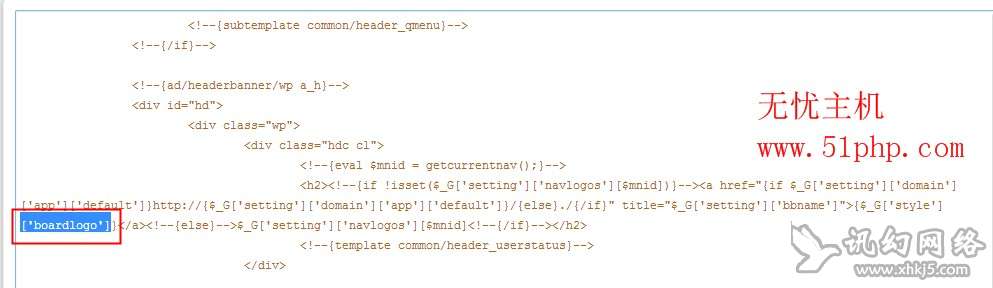 <!--{subtemplate common/header_qmenu}-->
<!--{/if}-->
<!--{ad/headerbanner/wp a_h}-->
<div id="hd">
<div class="wp">
<div class="hdc cl">
<!--{eval $mnid = getcurrentnav();}-->
<h2><!--{if !isset($_G['setting']['navlogos'][$mnid])}--><a href="{if $_G['setting']['domain']
['app']['default']}http://{$_G['setting']['domain']['app']['default']}/{else}./{/if}" title="$_G['setting']['bbname']">{$_G['style']
['boardlogo']}</a><!--{else}-->$_G['setting']['navlogos'][$mnid]<!--{/if}--></h2>
<!--{template common/header_userstatus}-->
</div>
无忧主机
www.51php.com
讯幻网络
www.xhkj5.com